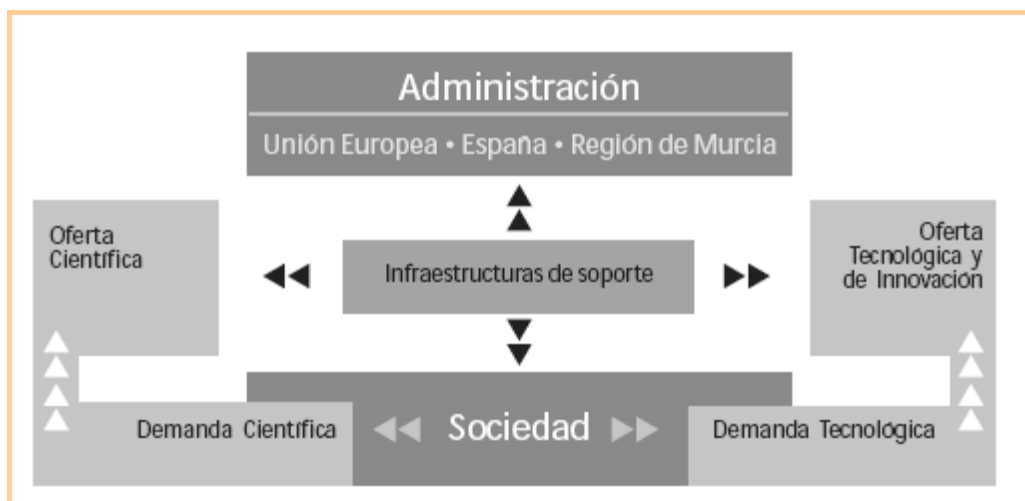 Administración
Unión Europea • España • Región de Murcia
Oferta
Científica
Infraestructuras de soporte
Oferta
Tecnológica y
de Innovación
Demanda Científica
Sociedad
Demanda Tecnológica